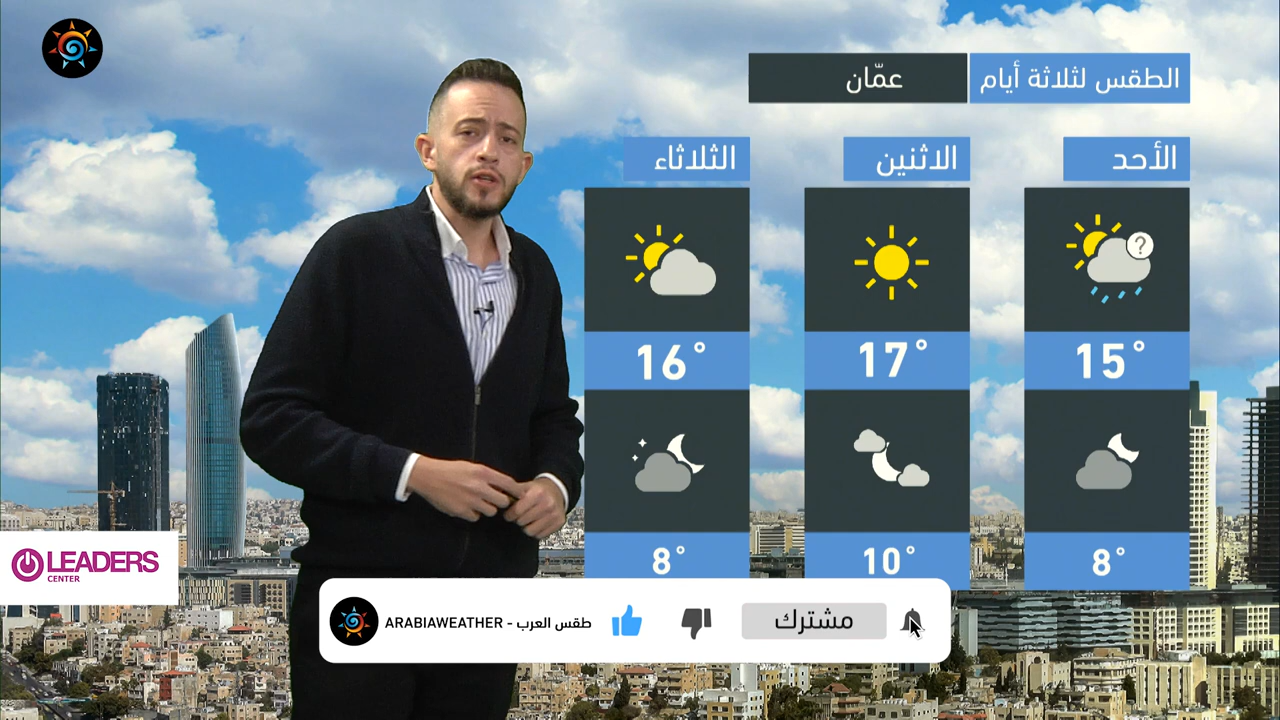 الطقس لثلاثة أيام
عمّان
الأحد
الاثنين
الثلاثاء
?
15°
17°
16°
8°
10°
8°
LEADERS
CENTER
ARABIAWEATHER - طقس العرب
مشترك